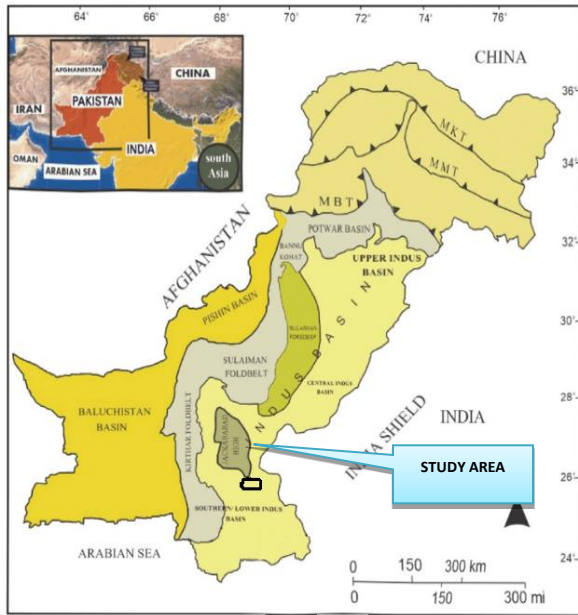 64° 66° 68° 70° 72° 74° 76°
AFGHANISTAN
CHINA
IRAN
PAKISTAN
OMAN
ARABIAN SEA
INDIA
south
Asia
CHINA
36°
34°
32°
30°
28°
26°
24°
MKT
MMT
MBT
POTWAR BASIN
BANNU
KOHAT
UPPER INDUS
BASIN
AFGHANISTAN
PISHIN BASIN
SULAIMAN
FOREDEEP
SULAIMAN
FOLDBELT
INDUS BASIN
CENTRAL INDUS
BASIN
BALUCHISTAN
BASIN
KIRTHAR FOLDBELT
HIGH
INDIA SHIELD
INDIA
STUDY AREA
SOUTHERN/ LOWER INDUS
BASIN
ARABIAN SEA
0 150 300 km
0 150 300 mi